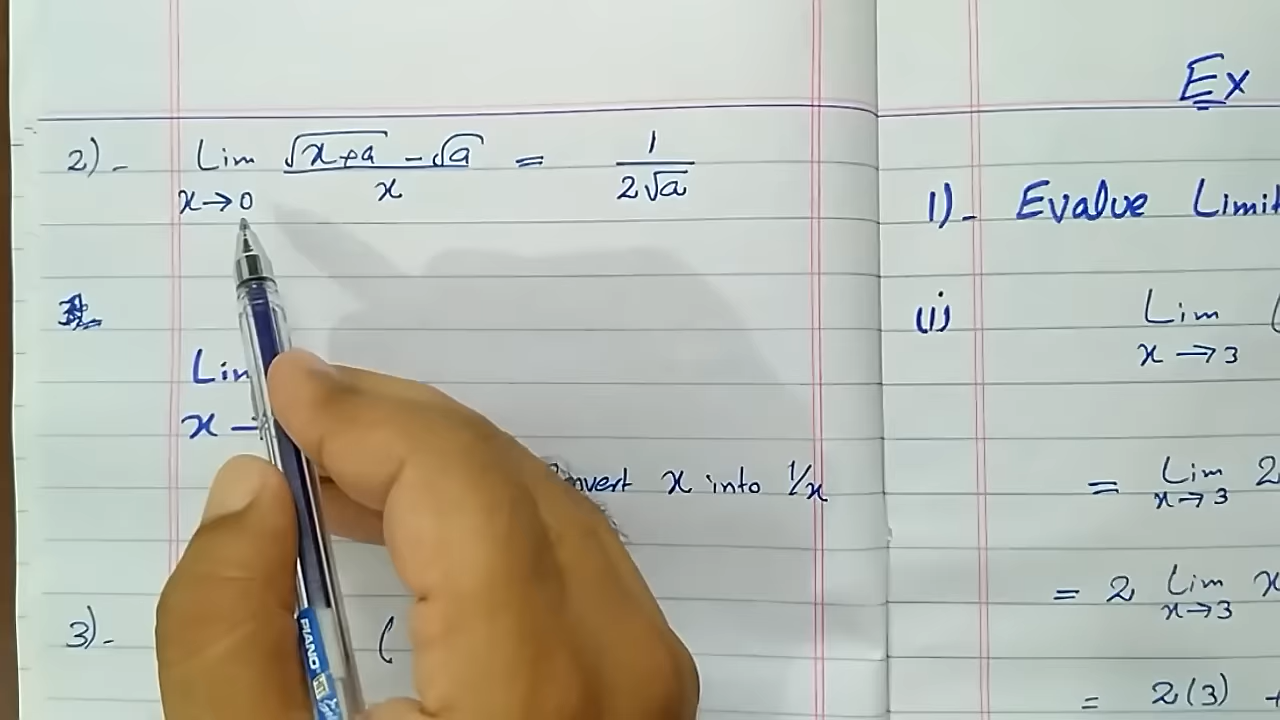 2)- Lim x→0 (√(x+a) - √a)/x = 1/(2√a)
Lim
x →
x into 1/x
3)- (
Ex
1)- Evalue Limit
(i) Lim x→3 (
= Lim x→3 2
= 2 Lim x→3 x
= 2(3) +
PIANO